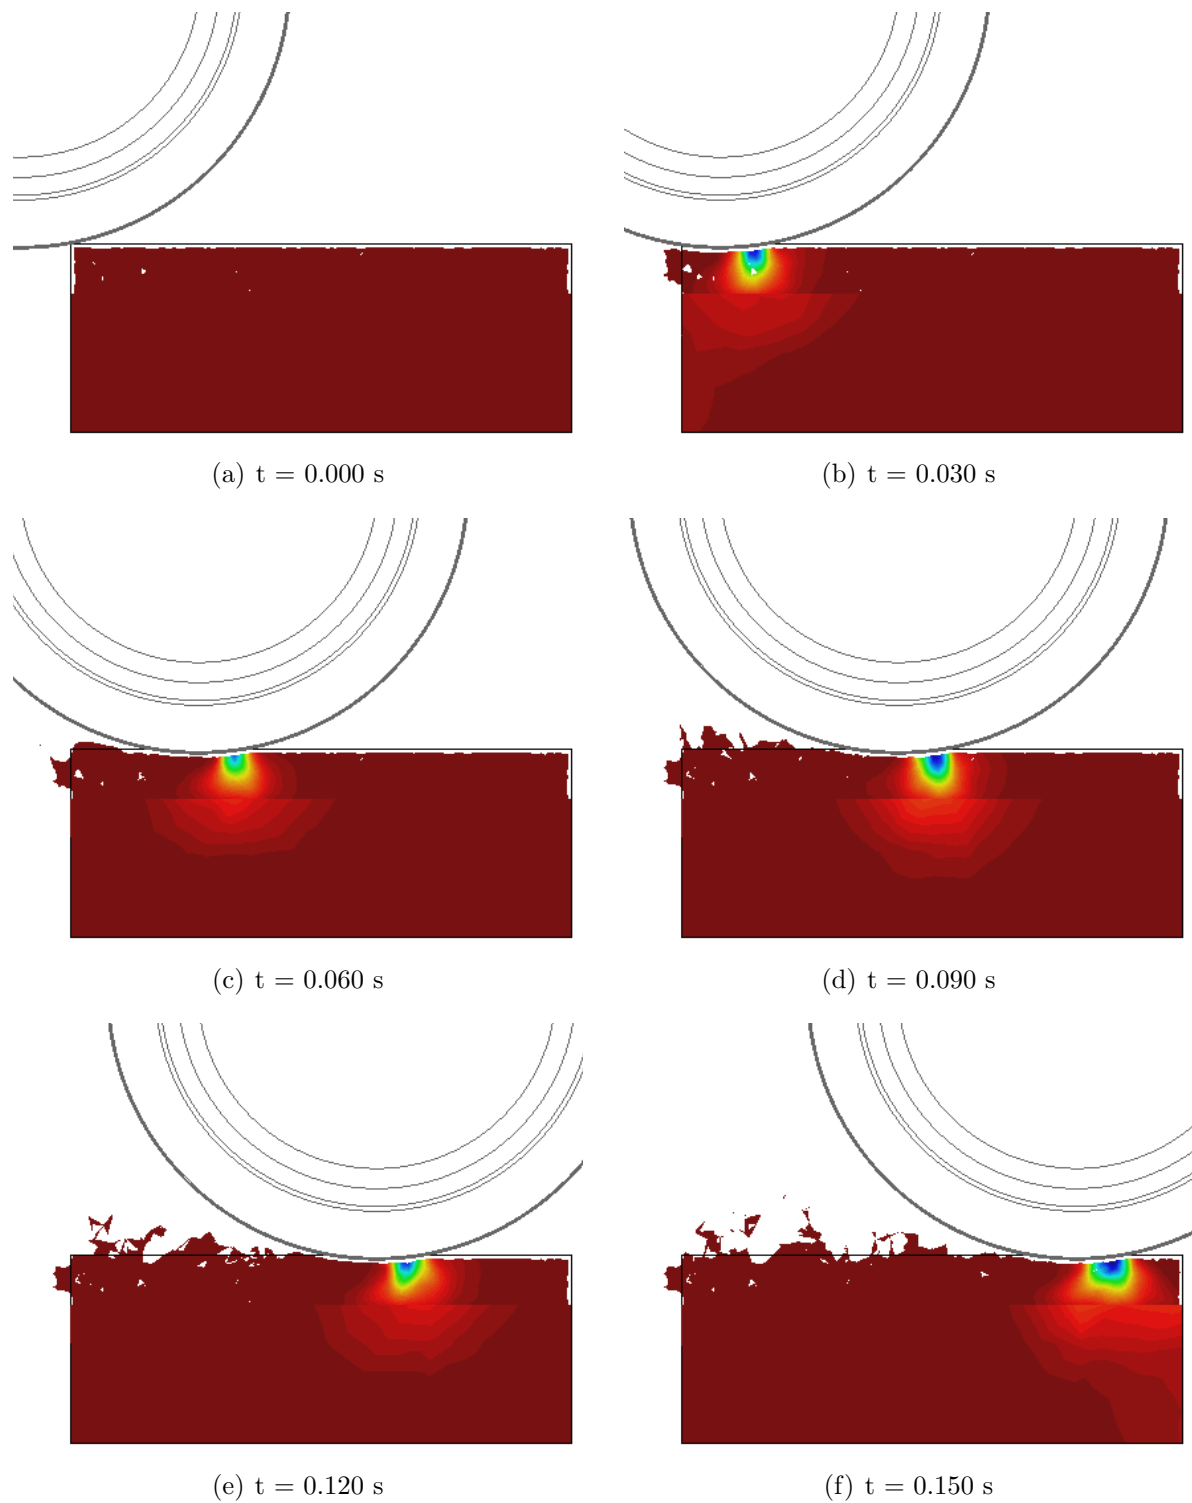 (a) t = 0.000 s
(b) t = 0.030 s
(c) t = 0.060 s
(d) t = 0.090 s
(e) t = 0.120 s
(f) t = 0.150 s